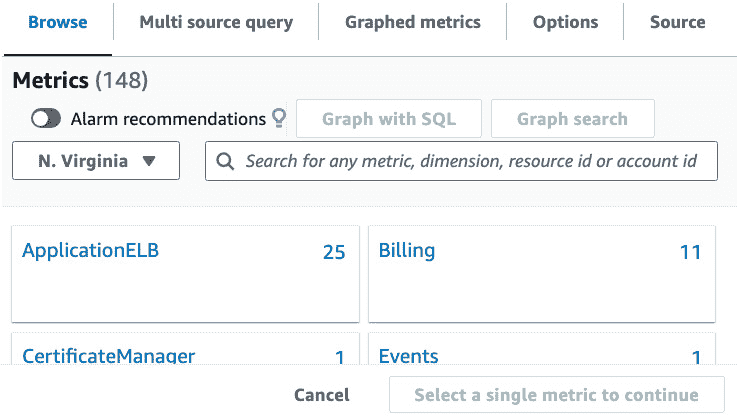 Browse Multi source query Graphed metrics Options Source
Metrics (148)
Alarm recommendations Graph with SQL Graph search
N. Virginia Search for any metric, dimension, resource id or account id
ApplicationELB 25 Billing 11
CertificateManager 1 Events 1
Cancel Select a single metric to continue